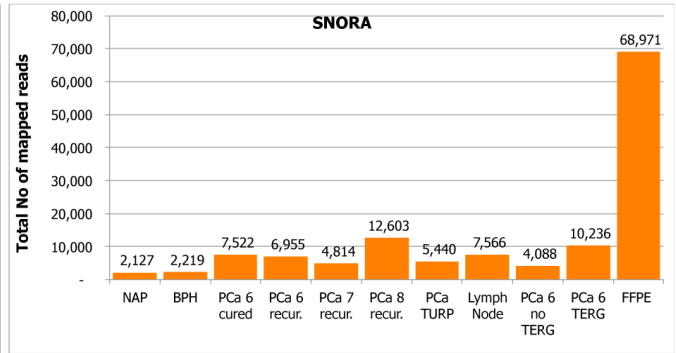 SNORA
Total No of mapped reads
80,000
70,000
60,000
50,000
40,000
30,000
20,000
10,000
-
2,127
2,219
7,522
6,955
4,814
12,603
5,440
7,566
4,088
10,236
68,971
NAP
BPH
PCa 6
cured
PCa 6
recur.
PCa 7
recur.
PCa 8
recur.
PCa
TURP
Lymph
Node
PCa 6
no
TERG
PCa 6
TERG
FFPE